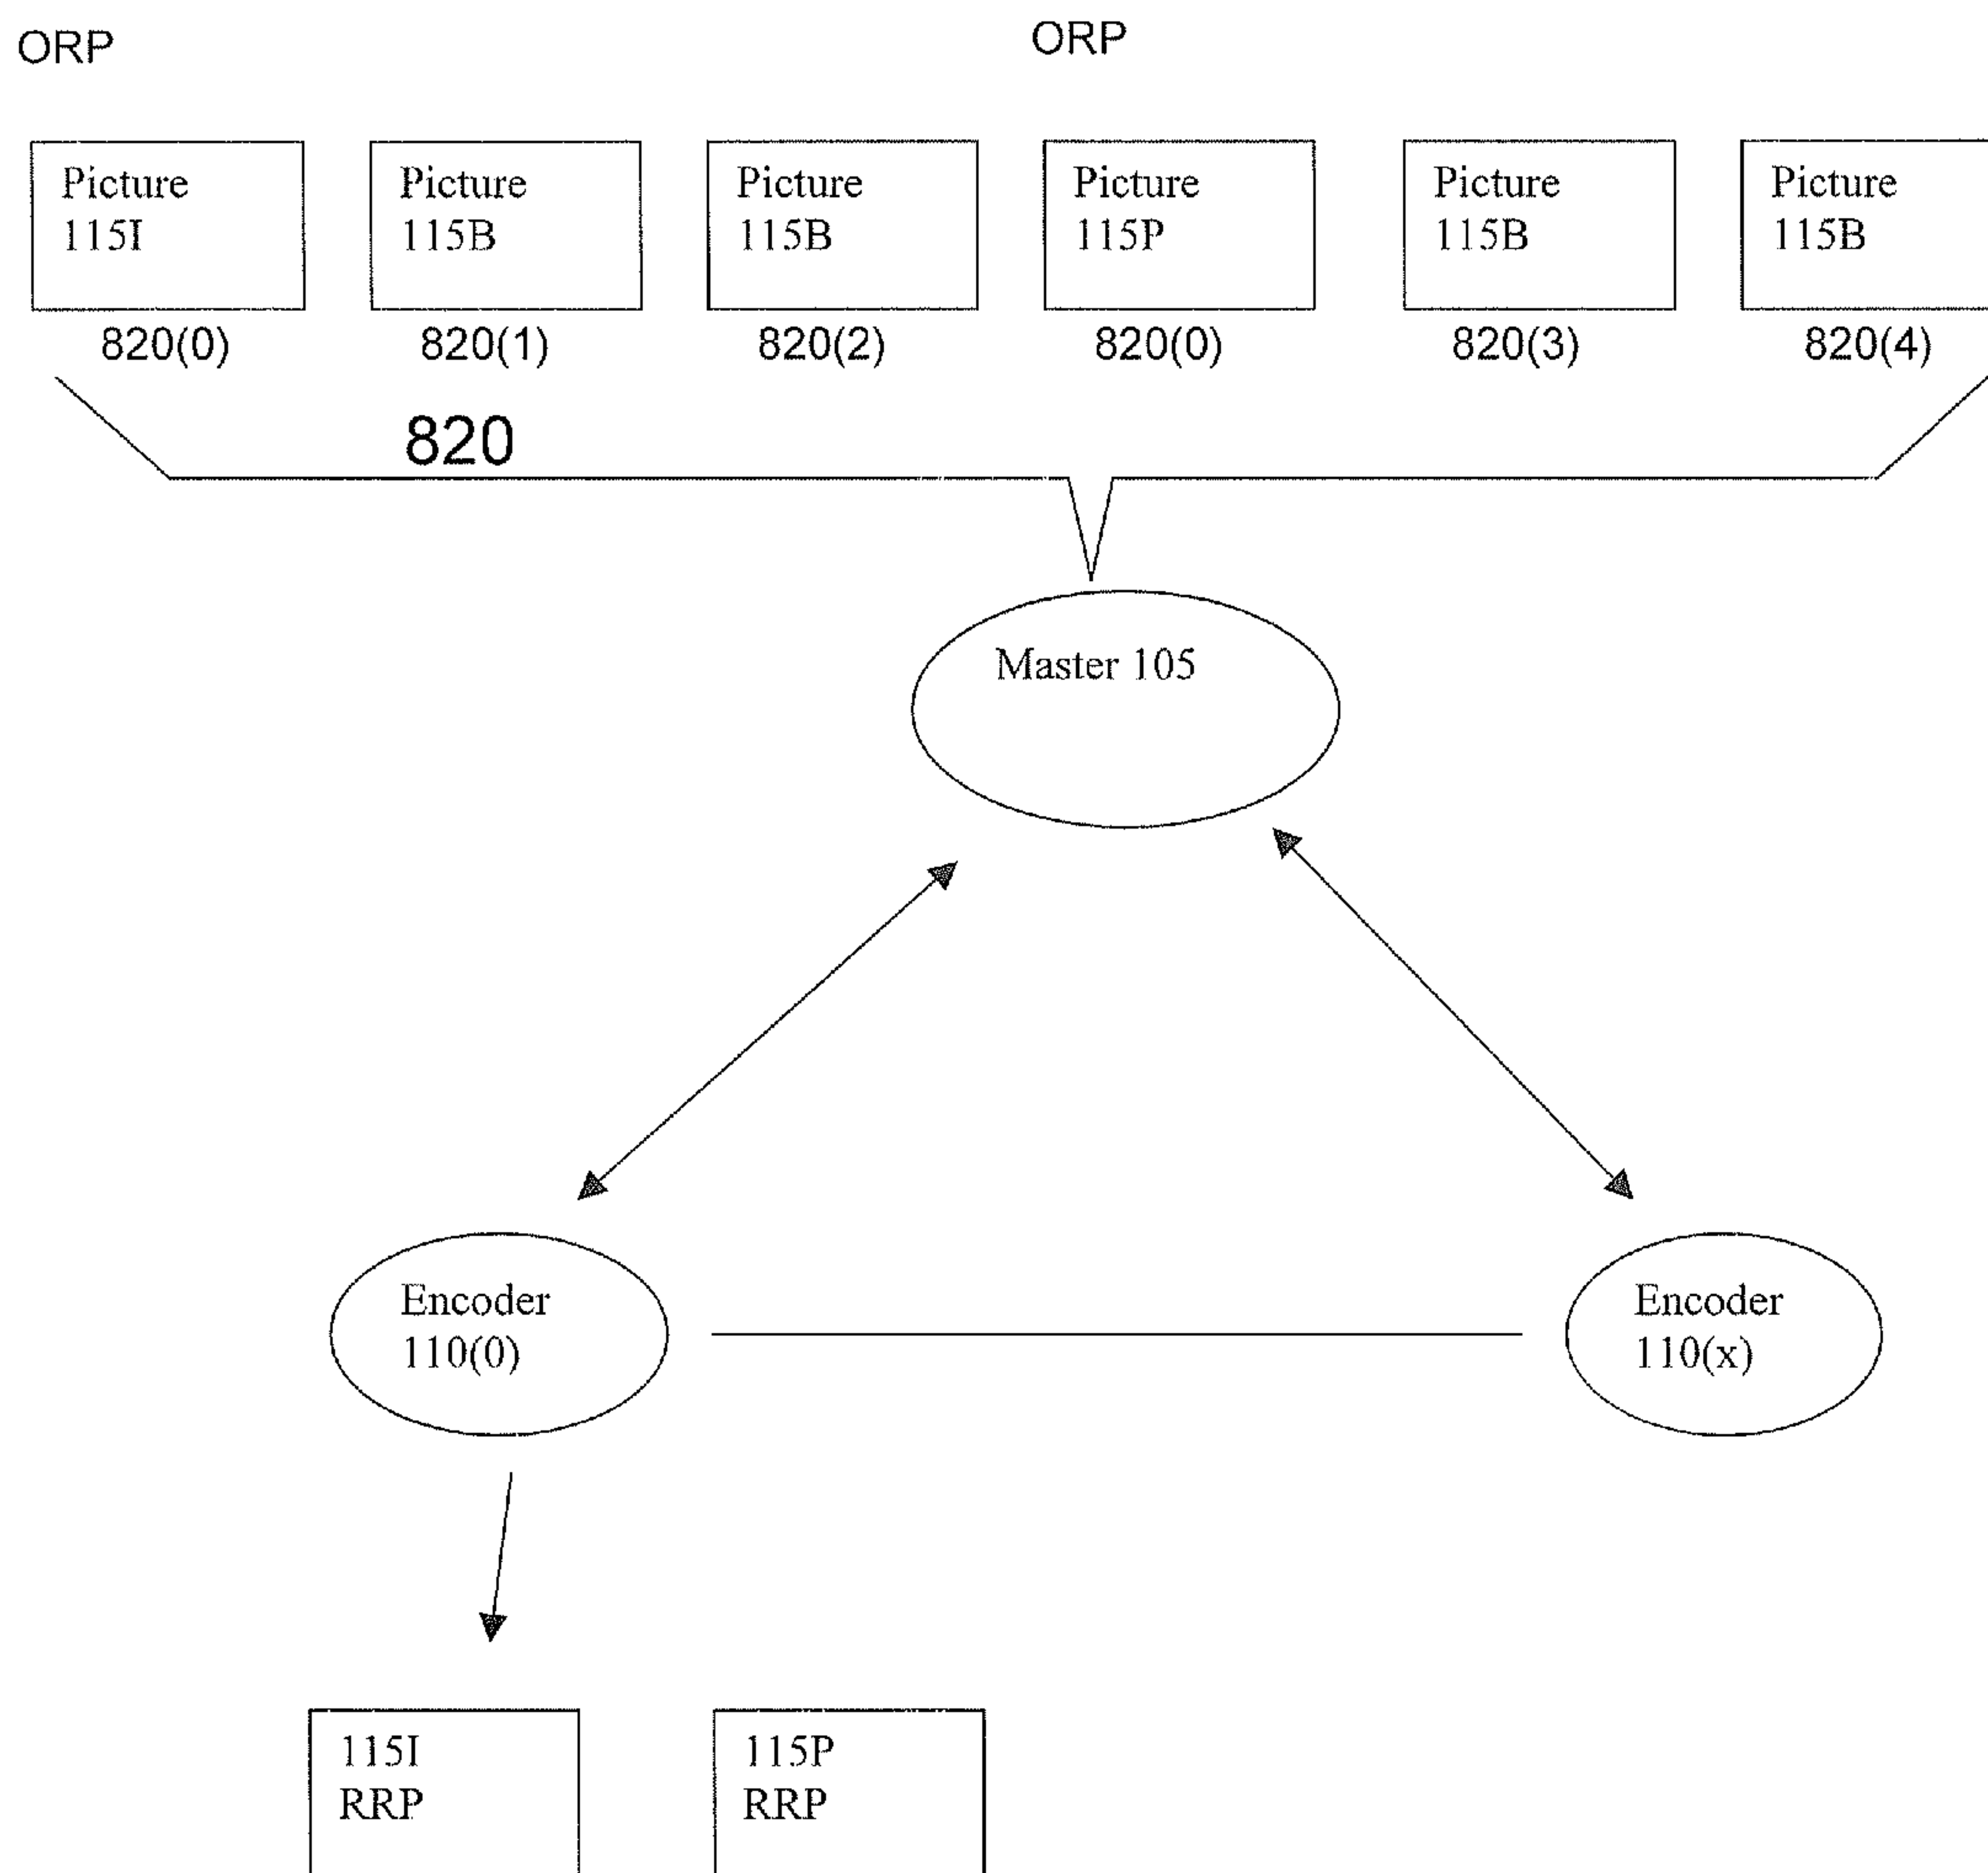 ORP
ORP
Picture
115I
Picture
115B
Picture
115B
Picture
115P
Picture
115B
Picture
115B
820(0)
820(1)
820(2)
820(0)
820(3)
820(4)
820
Master 105
Encoder
110(0)
Encoder
110(x)
115I
RRP
115P
RRP